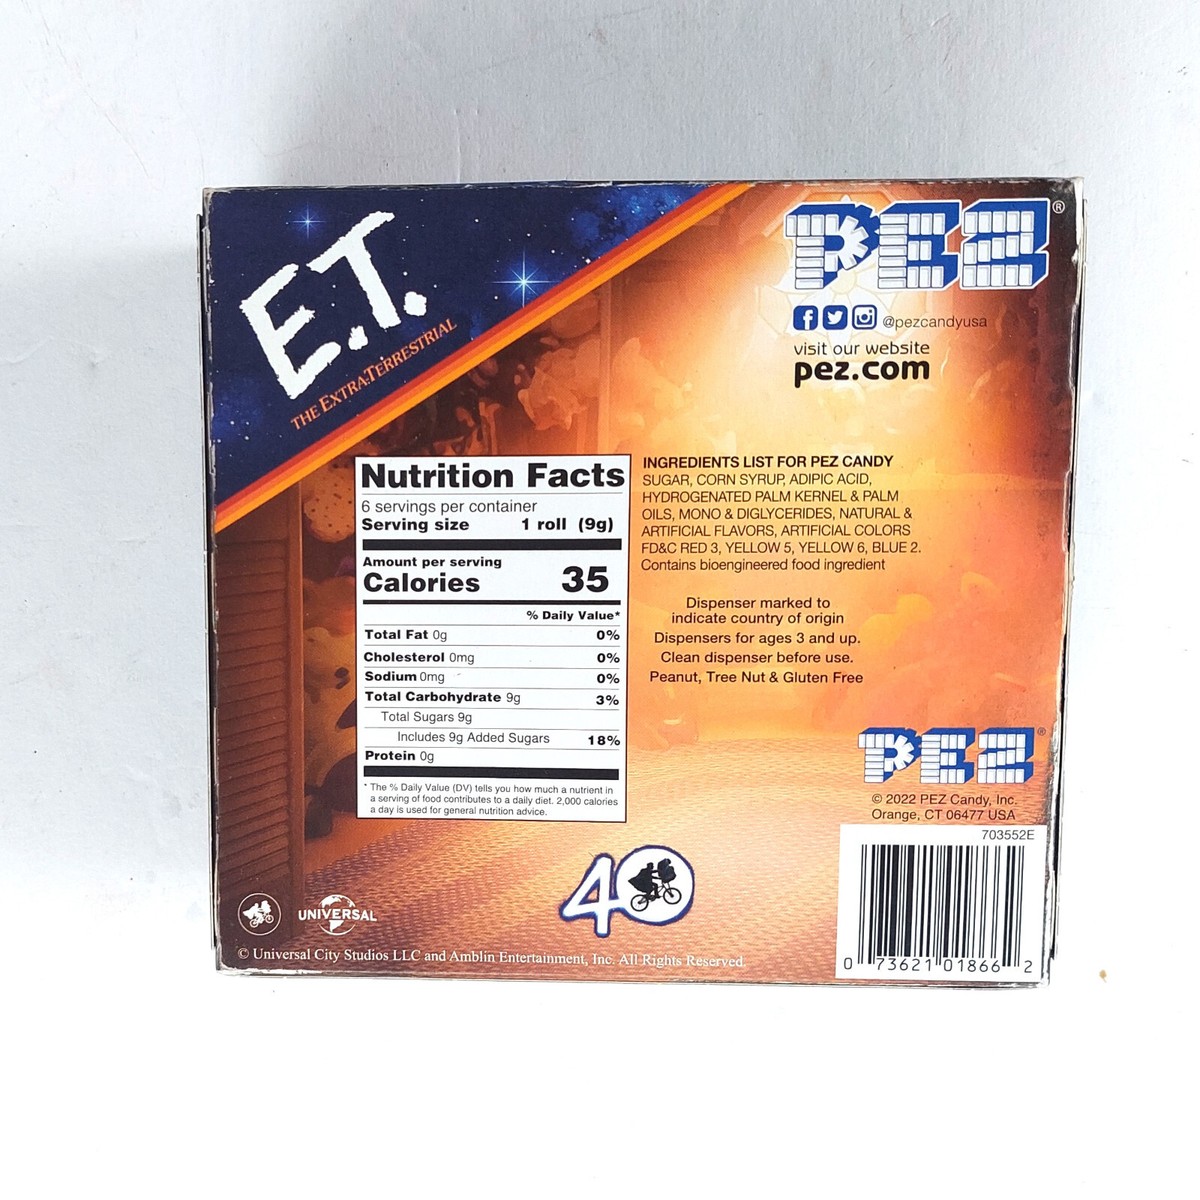 E.T.
THE EXTRA-TERRESTRIAL
PEZ®
@pezcandyusa
visit our website
pez.com
Nutrition Facts
6 servings per container
Serving size 1 roll (9g)
Amount per serving
Calories 35
% Daily Value*
Total Fat 0g 0%
Cholesterol 0mg 0%
Sodium 0mg 0%
Total Carbohydrate 9g 3%
Total Sugars 9g
Includes 9g Added Sugars 18%
Protein 0g
* The % Daily Value (DV) tells you how much a nutrient in
a serving of food contributes to a daily diet. 2,000 calories
a day is used for general nutrition advice.
INGREDIENTS LIST FOR PEZ CANDY
SUGAR, CORN SYRUP, ADIPIC ACID,
HYDROGENATED PALM KERNEL & PALM
OILS, MONO & DIGLYCERIDES, NATURAL &
ARTIFICIAL FLAVORS, ARTIFICIAL COLORS
FD&C RED 3, YELLOW 5, YELLOW 6, BLUE 2.
Contains bioengineered food ingredient
Dispenser marked to
indicate country of origin
Dispensers for ages 3 and up.
Clean dispenser before use.
Peanut, Tree Nut & Gluten Free
PEZ®
© 2022 PEZ Candy, Inc.
Orange, CT 06477 USA
703552E
0 73621 01866 2
40
UNIVERSAL
© Universal City Studios LLC and Amblin Entertainment, Inc. All Rights Reserved.